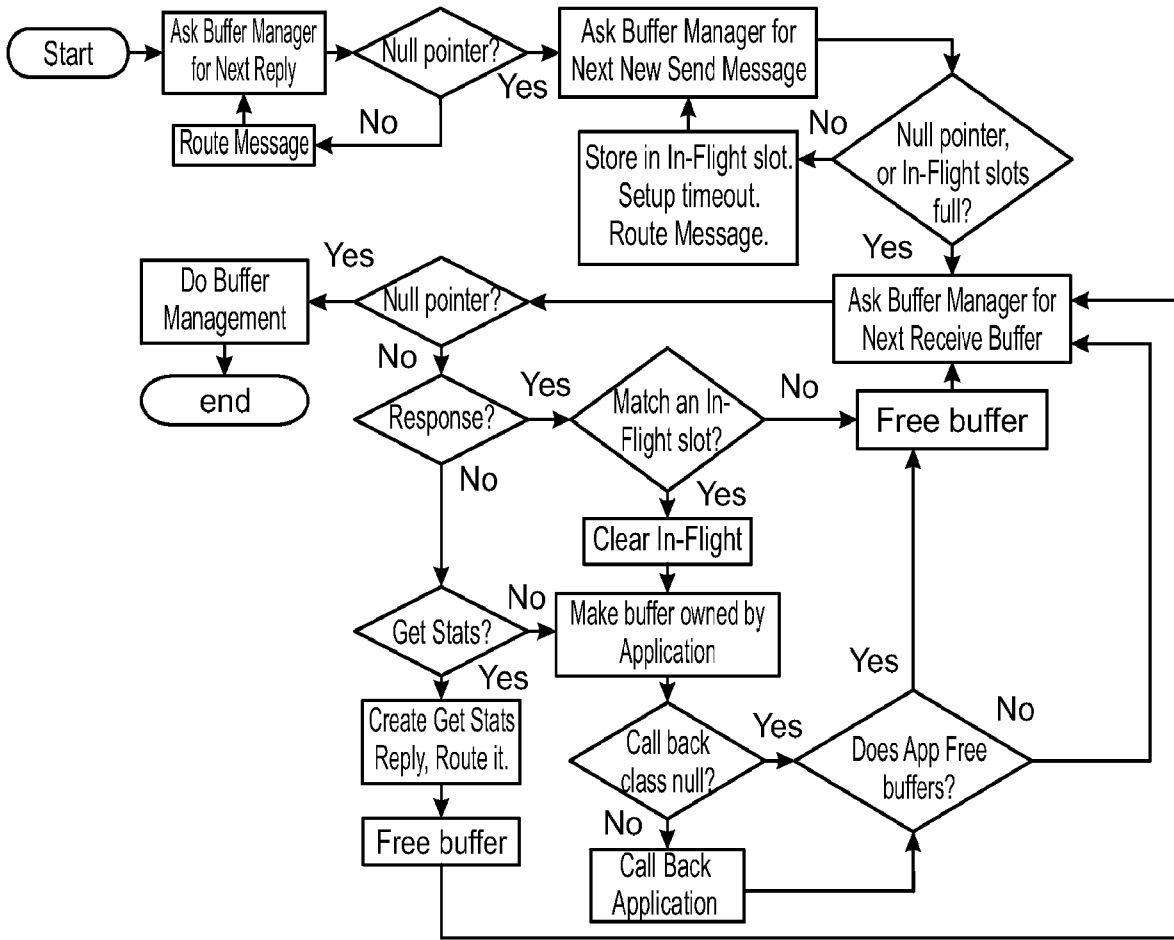 Start
Ask Buffer Manager
for Next Reply
Null pointer?
Yes
No
Route Message
Ask Buffer Manager for
Next New Send Message
Null pointer,
or In-Flight slots
full?
No
Yes
Store in In-Flight slot.
Setup timeout.
Route Message.
Ask Buffer Manager for
Next Receive Buffer
Null pointer?
Yes
Do Buffer
Management
end
No
Response?
Yes
Match an In-
Flight slot?
No
Free buffer
Yes
Clear In-Flight
No
Get Stats?
No
Make buffer owned by
Application
Yes
Create Get Stats
Reply, Route it.
Free buffer
Call back
class null?
Yes
No
Call Back
Application
Does App Free
buffers?
Yes
No